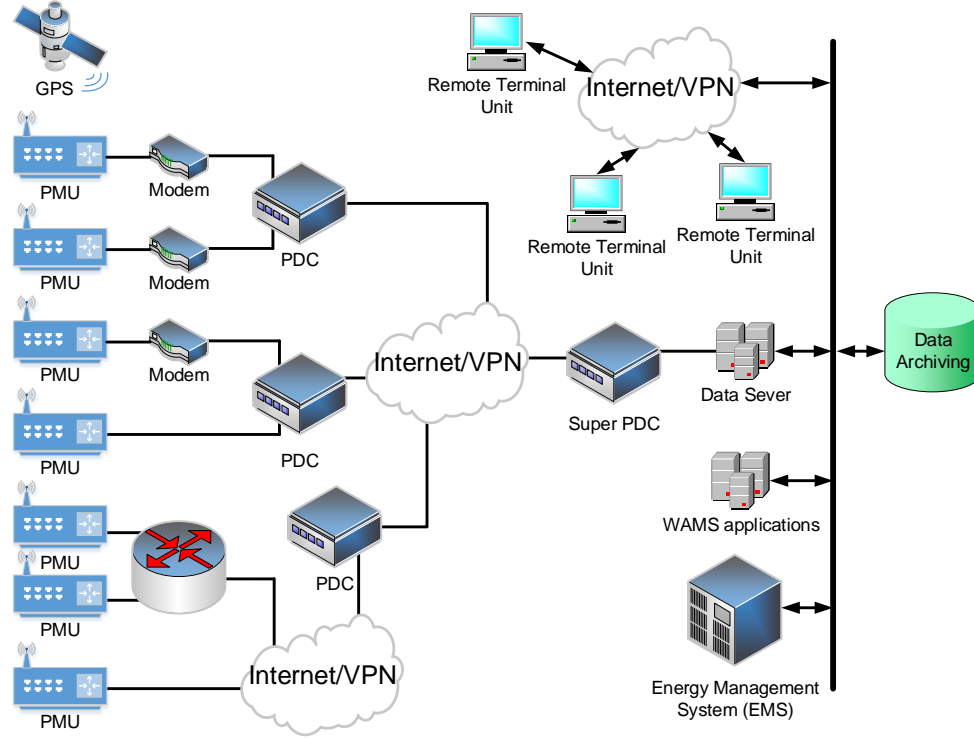 GPS
Remote Terminal
Unit
Internet/VPN
PMU
Modem
PDC
Remote Terminal
Unit
Remote Terminal
Unit
PMU
Modem
PMU
Modem
Internet/VPN
Super PDC
Data Sever
Data
Archiving
PMU
PDC
WAMS applications
PMU
PDC
PMU
Internet/VPN
Energy Management
System (EMS)
PMU